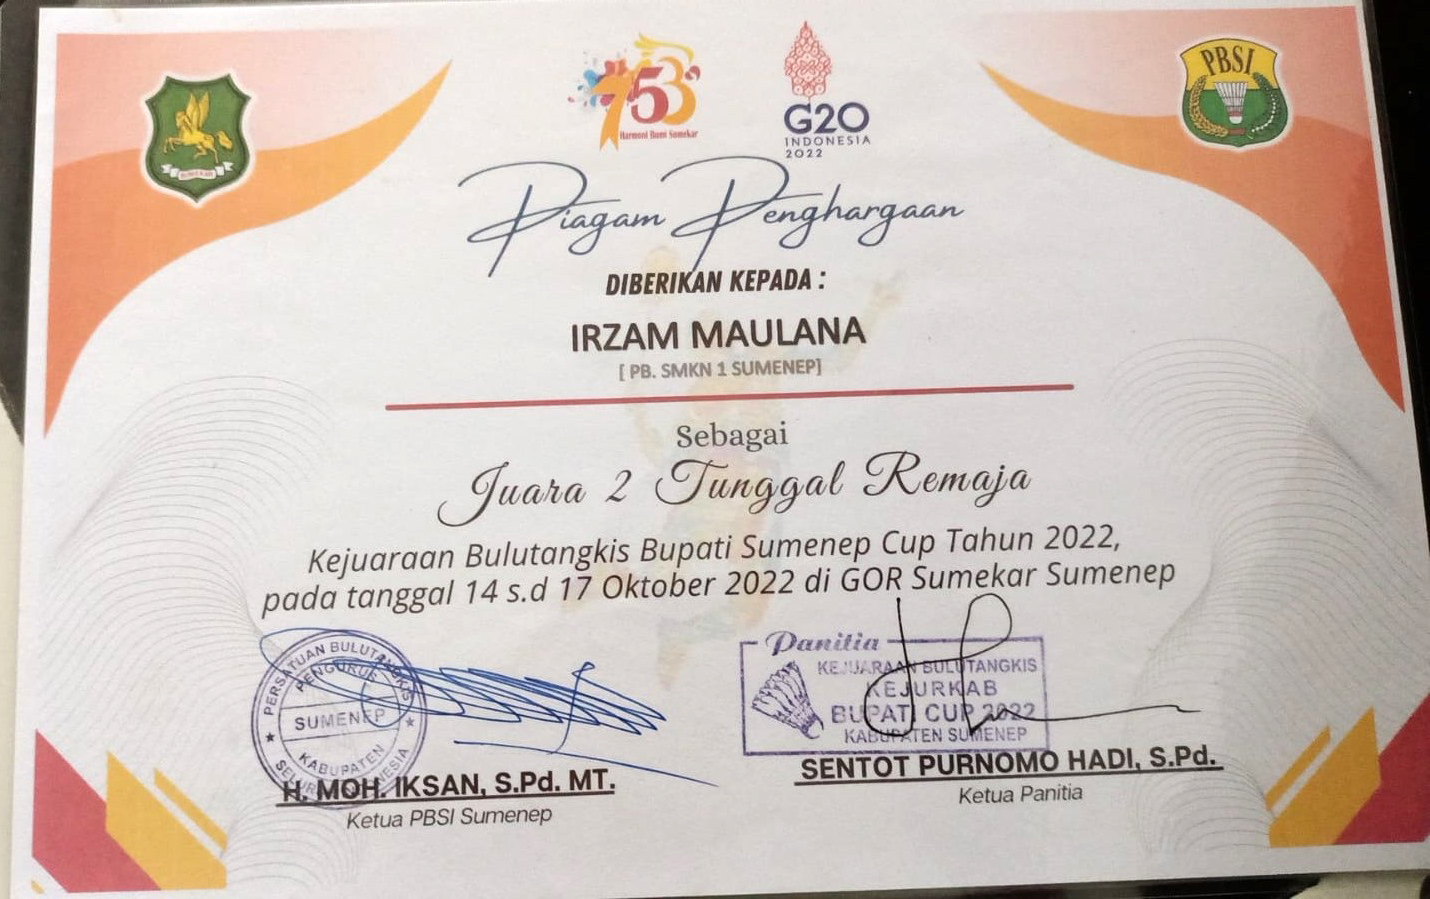 753
Harmoni Bumi Sumekar
G20
INDONESIA
2022
PBSI
Piagam Penghargaan
DIBERIKAN KEPADA :
IRZAM MAULANA
[ PB. SMKN 1 SUMENEP]
Sebagai
Juara 2 Tunggal Remaja
Kejuaraan Bulutangkis Bupati Sumenep Cup Tahun 2022,
pada tanggal 14 s.d 17 Oktober 2022 di GOR Sumekar Sumenep
PERSATUAN BULUTANGKIS
PENGURUS
SUMENEP
KABUPATEN
H. MOH. IKSAN, S.Pd. MT.
Ketua PBSI Sumenep
Panitia
KEJUARAAN BULUTANGKIS
KEJURKAB
BUPATI CUP 2022
KABUPATEN SUMENEP
SENTOT PURNOMO HADI, S.Pd.
Ketua Panitia